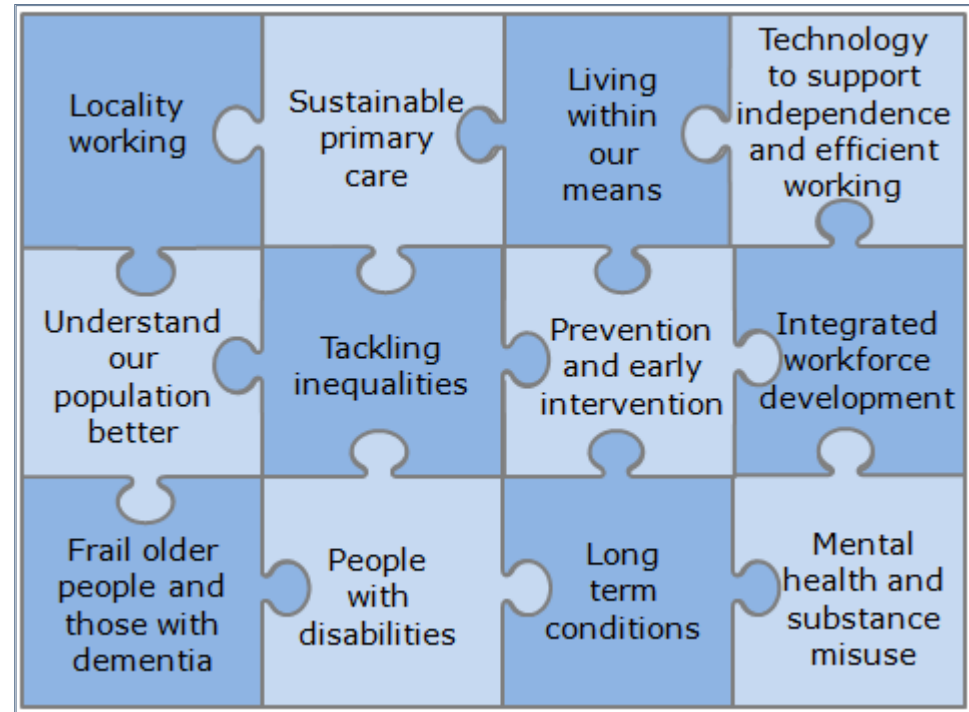 Locality
working
Sustainable
primary
care
Living
within
our
means
Technology
to support
independence
and efficient
working
Understand
our
population
better
Tackling
inequalities
Prevention
and early
intervention
Integrated
workforce
development
Frail older
people and
those with
dementia
People
with
disabilities
Long
term
conditions
Mental
health and
substance
misuse